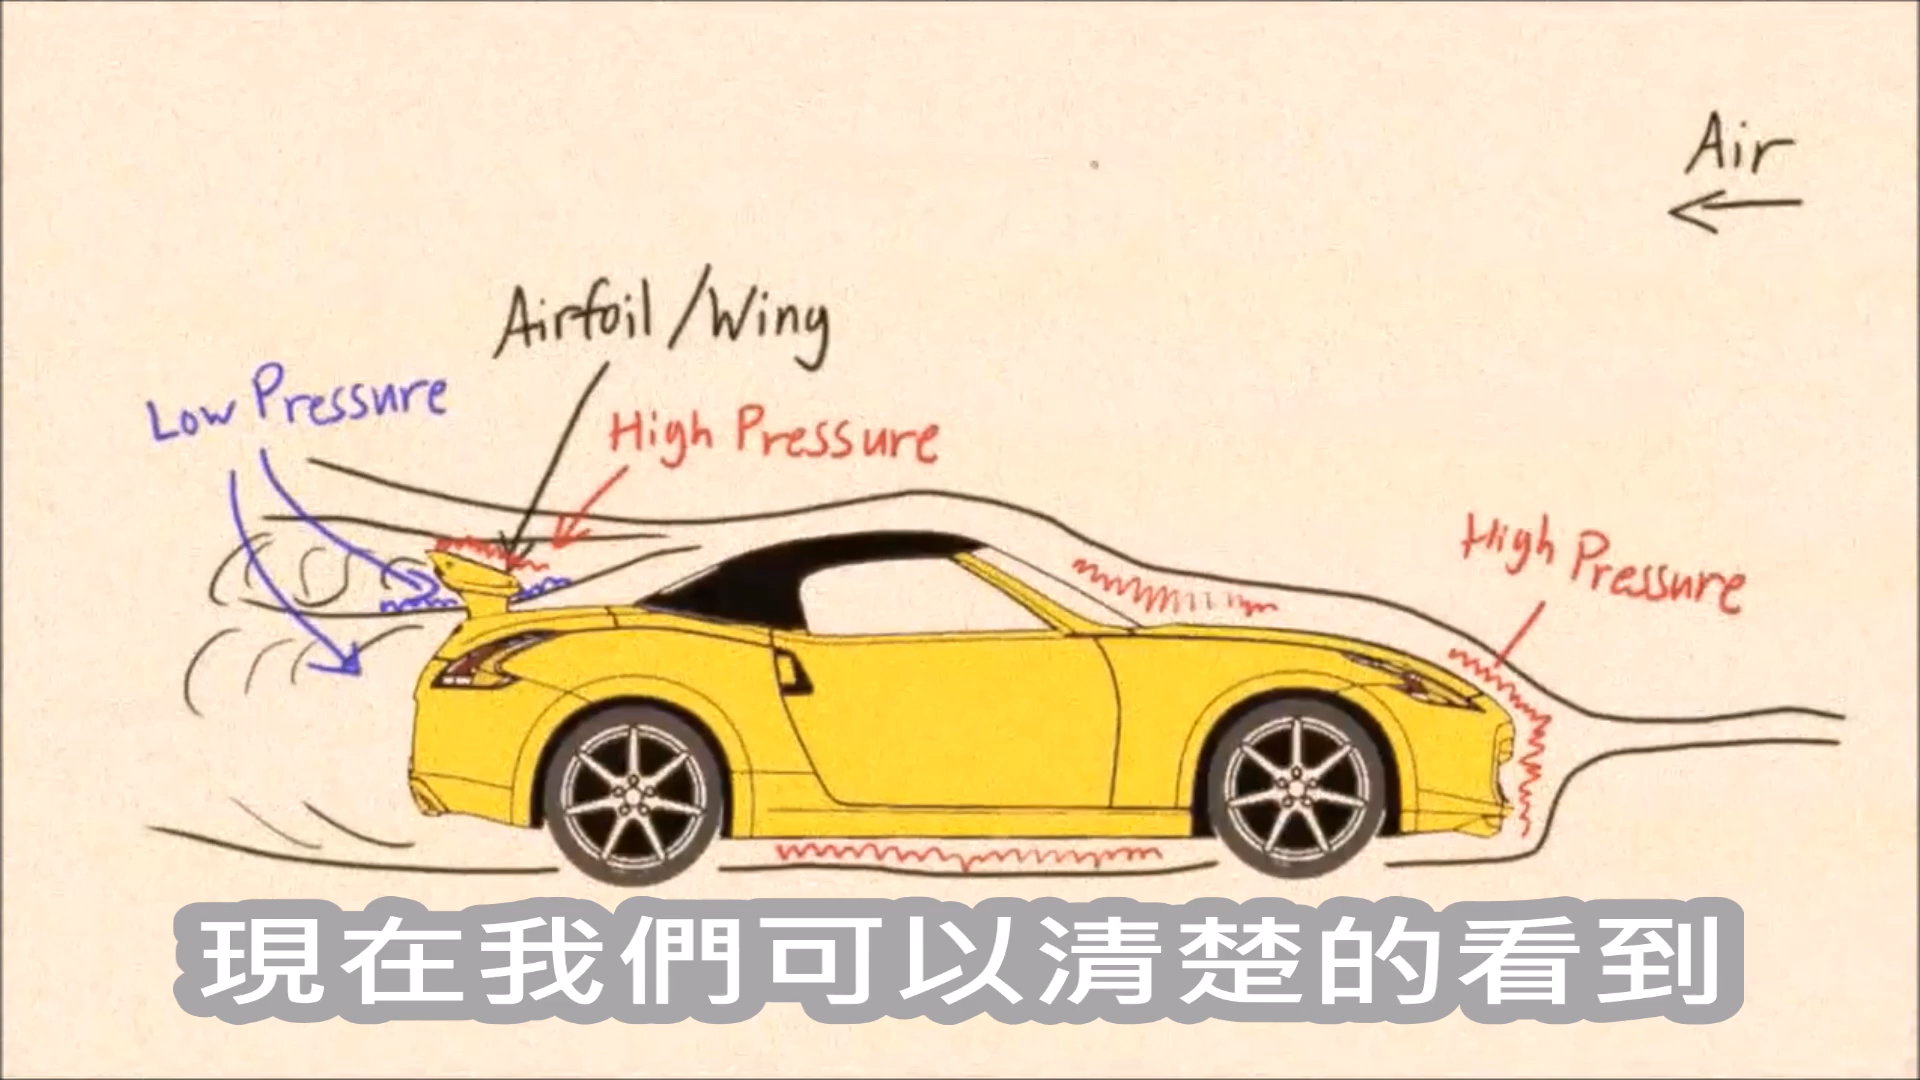 Air
Airfoil/Wing
Low Pressure
High Pressure
High Pressure
現在我們可以清楚的看到